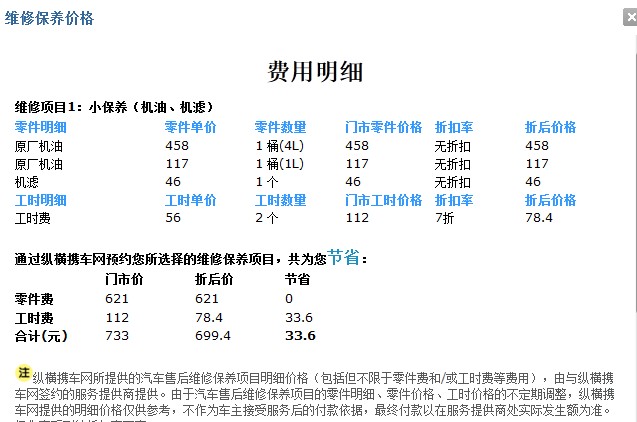 维修保养价格
费用明细
维修项目1：小保养（机油、机滤）
零件明细 零件单价 零件数量 门市零件价格 折扣率 折后价格
原厂机油 458 1 桶(4L) 458 无折扣 458
原厂机油 117 1 桶(1L) 117 无折扣 117
机滤 46 1 个 46 无折扣 46
工时明细 工时单价 工时数量 门市工时价格 折扣率 折后价格
工时费 56 2 个 112 7折 78.4
通过纵横携车网预约您所选择的维修保养项目，共为您节省：
门市价 折后价 节省
零件费 621 621 0
工时费 112 78.4 33.6
合计(元) 733 699.4 33.6
注 纵横携车网所提供的汽车售后维修保养项目明细价格（包括但不限于零件费和/或工时费等费用），由与纵横携
车网签约的服务提供商提供。由于汽车售后维修保养项目的零件明细、零件价格、工时价格的不定期调整，纵横携
车网提供的明细价格仅供参考，不作为车主接受服务后的付款依据，最终付款以在服务提供商处实际发生额为准。